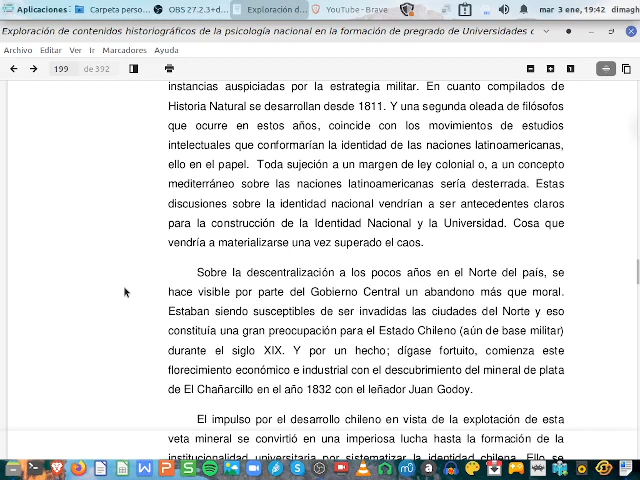 Aplicaciones
Carpeta perso...
OBS 27.2.3+d...
Exploración d...
YouTube - Brave
mar 3 ene, 19:42
dimagh
Exploración de contenidos historiográficos de la psicología nacional en la formación de pregrado de Universidades c
Archivo Editar Ver Ir Marcadores Ayuda
199 de 392
instancias auspiciadas por la estrategia militar. En cuanto compilados de
Historia Natural se desarrollan desde 1811. Y una segunda oleada de filósofos
que ocurre en estos años, coincide con los movimientos de estudios
intelectuales que conformarían la identidad de las naciones latinoamericanas,
ello en el papel. Toda sujeción a un margen de ley colonial o, a un concepto
mediterráneo sobre las naciones latinoamericanas sería desterrada. Estas
discusiones sobre la identidad nacional vendrían a ser antecedentes claros
para la construcción de la Identidad Nacional y la Universidad. Cosa que
vendría a materializarse una vez superado el caos.
Sobre la descentralización a los pocos años en el Norte del país, se
hace visible por parte del Gobierno Central un abandono más que moral.
Estaban siendo susceptibles de ser invadidas las ciudades del Norte y eso
constituía una gran preocupación para el Estado Chileno (aún de base militar)
durante el siglo XIX. Y por un hecho; dígase fortuito, comienza este
florecimiento económico e industrial con el descubrimiento del mineral de plata
de El Chañarcillo en el año 1832 con el leñador Juan Godoy.
El impulso por el desarrollo chileno en vista de la explotación de esta
veta mineral se convirtió en una imperiosa lucha hasta la formación de la
institucionalidad universitaria por sistematizar la identidad chilena. Ello se